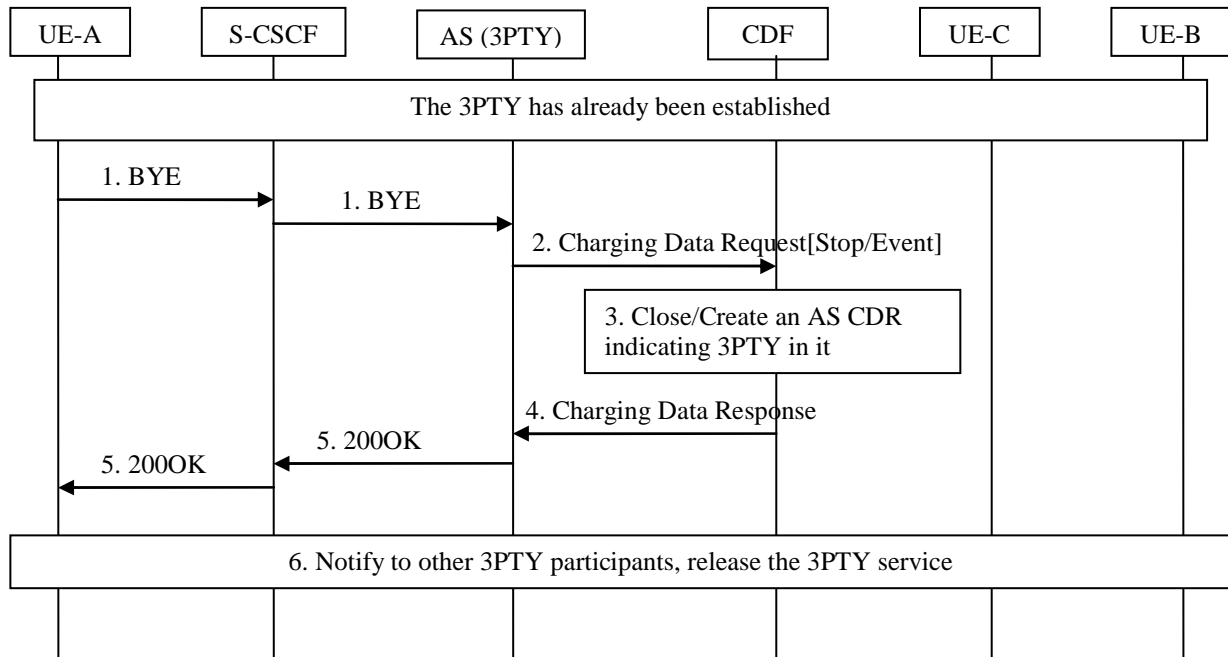 UE-A
S-CSCF
AS (3PTY)
CDF
UE-C
UE-B
The 3PTY has already been established
1. BYE
1. BYE
2. Charging Data Request[Stop/Event]
3. Close/Create an AS CDR
indicating 3PTY in it
4. Charging Data Response
5. 200OK
5. 200OK
6. Notify to other 3PTY participants, release the 3PTY service